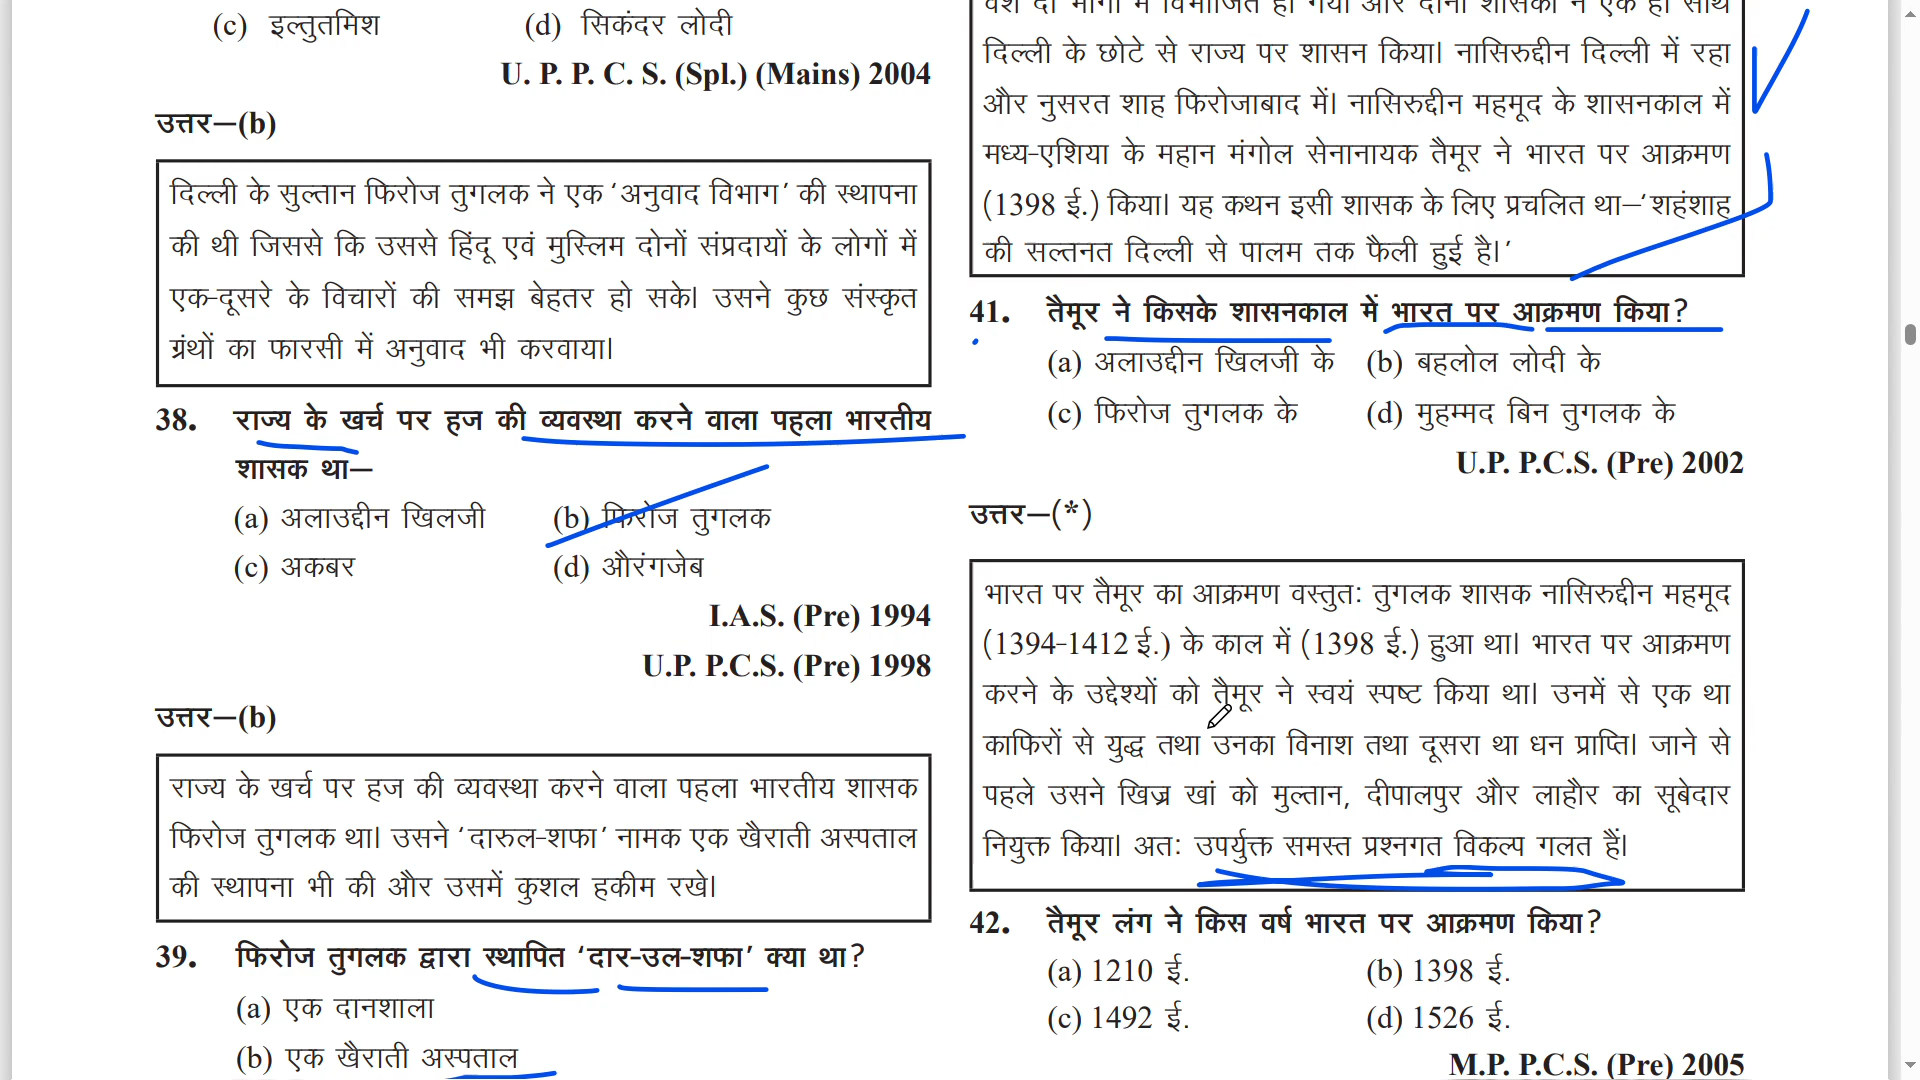 (c) इल्तुतमिश (d) सिकंदर लोदी
U. P. P. C. S. (Spl.) (Mains) 2004
उत्तर–(b)
दिल्ली के सुल्तान फिरोज तुगलक ने एक ‘अनुवाद विभाग’ की स्थापना
की थी जिससे कि उससे हिंदू एवं मुस्लिम दोनों संप्रदायों के लोगों में
एक-दूसरे के विचारों की समझ बेहतर हो सके। उसने कुछ संस्कृत
ग्रंथों का फारसी में अनुवाद भी करवाया।
38. राज्य के खर्च पर हज की व्यवस्था करने वाला पहला भारतीय
शासक था–
(a) अलाउद्दीन खिलजी (b) फिरोज तुगलक
(c) अकबर (d) औरंगजेब
I.A.S. (Pre) 1994
U.P. P.C.S. (Pre) 1998
उत्तर–(b)
राज्य के खर्च पर हज की व्यवस्था करने वाला पहला भारतीय शासक
फिरोज तुगलक था। उसने ‘दारुल-शफा’ नामक एक खैराती अस्पताल
की स्थापना भी की और उसमें कुशल हकीम रखे।
39. फिरोज तुगलक द्वारा स्थापित ‘दार-उल-शफा’ क्या था?
(a) एक दानशाला
(b) एक खैराती अस्पताल
वंश दो भागों में विभाजित हो गया और दोनों शासकों ने एक ही साथ
दिल्ली के छोटे से राज्य पर शासन किया। नासिरुद्दीन दिल्ली में रहा
और नुसरत शाह फिरोजाबाद में। नासिरुद्दीन महमूद के शासनकाल में
मध्य-एशिया के महान मंगोल सेनानायक तैमूर ने भारत पर आक्रमण
(1398 ई.) किया। यह कथन इसी शासक के लिए प्रचलित था–‘शहंशाह
की सल्तनत दिल्ली से पालम तक फैली हुई है।’
41. तैमूर ने किसके शासनकाल में भारत पर आक्रमण किया?
(a) अलाउद्दीन खिलजी के (b) बहलोल लोदी के
(c) फिरोज तुगलक के (d) मुहम्मद बिन तुगलक के
U.P. P.C.S. (Pre) 2002
उत्तर–(*)
भारत पर तैमूर का आक्रमण वस्तुतः तुगलक शासक नासिरुद्दीन महमूद
(1394-1412 ई.) के काल में (1398 ई.) हुआ था। भारत पर आक्रमण
करने के उद्देश्यों को तैमूर ने स्वयं स्पष्ट किया था। उनमें से एक था
काफिरों से युद्ध तथा उनका विनाश तथा दूसरा था धन प्राप्ति। जाने से
पहले उसने खिज्र खां को मुल्तान, दीपालपुर और लाहौर का सूबेदार
नियुक्त किया। अतः उपर्युक्त समस्त प्रश्नगत विकल्प गलत हैं।
42. तैमूर लंग ने किस वर्ष भारत पर आक्रमण किया?
(a) 1210 ई. (b) 1398 ई.
(c) 1492 ई. (d) 1526 ई.
M.P. P.C.S. (Pre) 2005